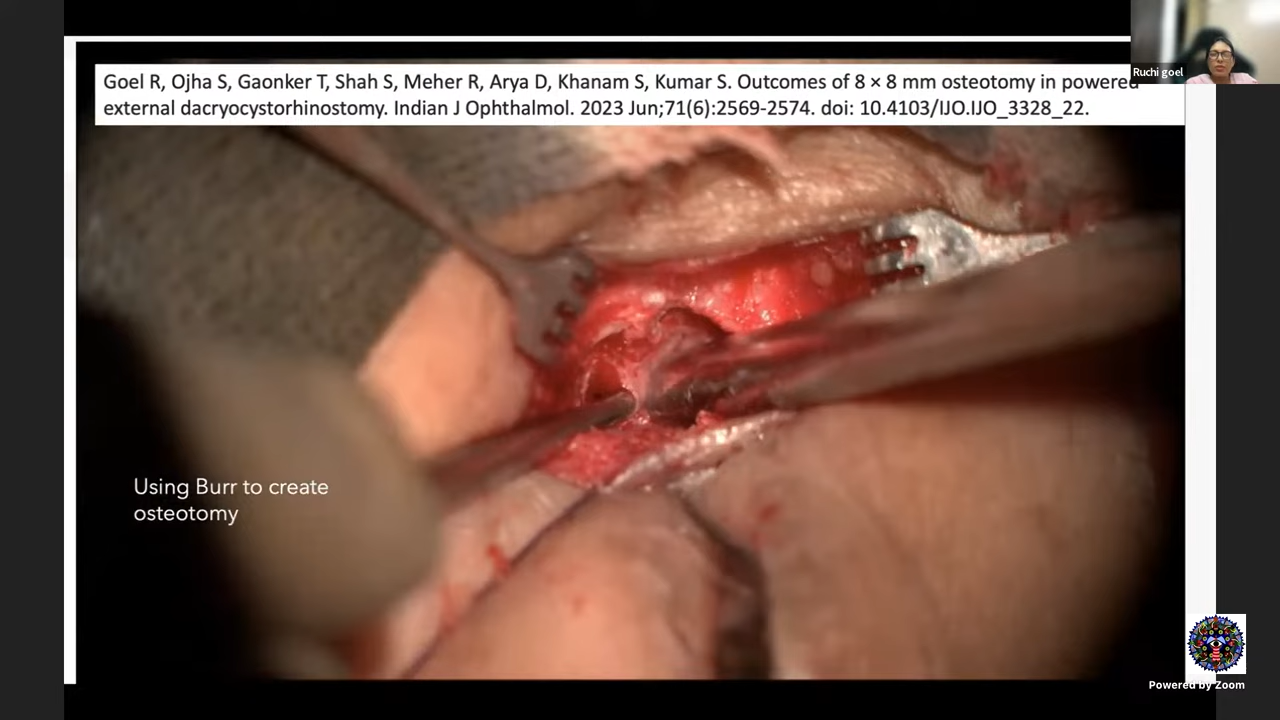 Goel R, Ojha S, Gaonker T, Shah S, Meher R, Arya D, Khanam S, Kumar S. Outcomes of 8 × 8 mm osteotomy in powered
external dacryocystorhinostomy. Indian J Ophthalmol. 2023 Jun;71(6):2569-2574. doi: 10.4103/IJO.IJO_3328_22.
Ruchi goel
Using Burr to create
osteotomy
Powered by Zoom